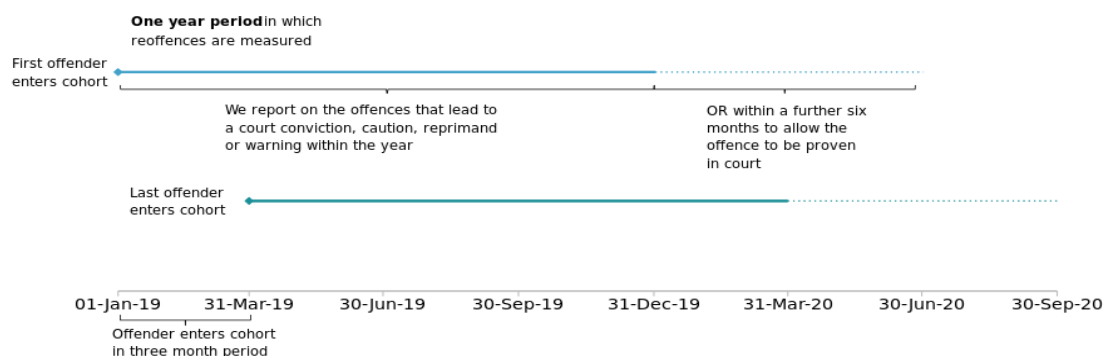 One year period in which
reoffences are measured
First offender
enters cohort
We report on the offences that lead to
a court conviction, caution, reprimand
or warning within the year
OR within a further six
months to allow the
offence to be proven
in court
Last offender
enters cohort
01-Jan-19 31-Mar-19 30-Jun-19 30-Sep-19 31-Dec-19 31-Mar-20 30-Jun-20 30-Sep-20
Offender enters cohort
in three month period